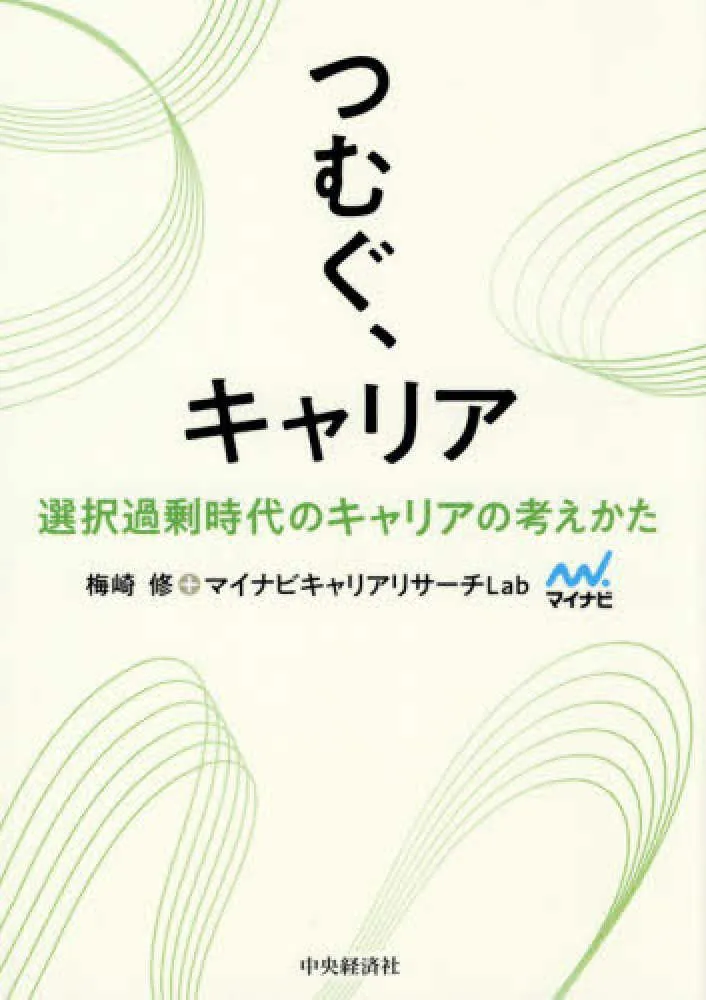 つむぐ、
キャリア
選択過剰時代のキャリアの考えかた
梅崎 修+マイナビキャリアリサーチLab
マイナビ
中央経済社